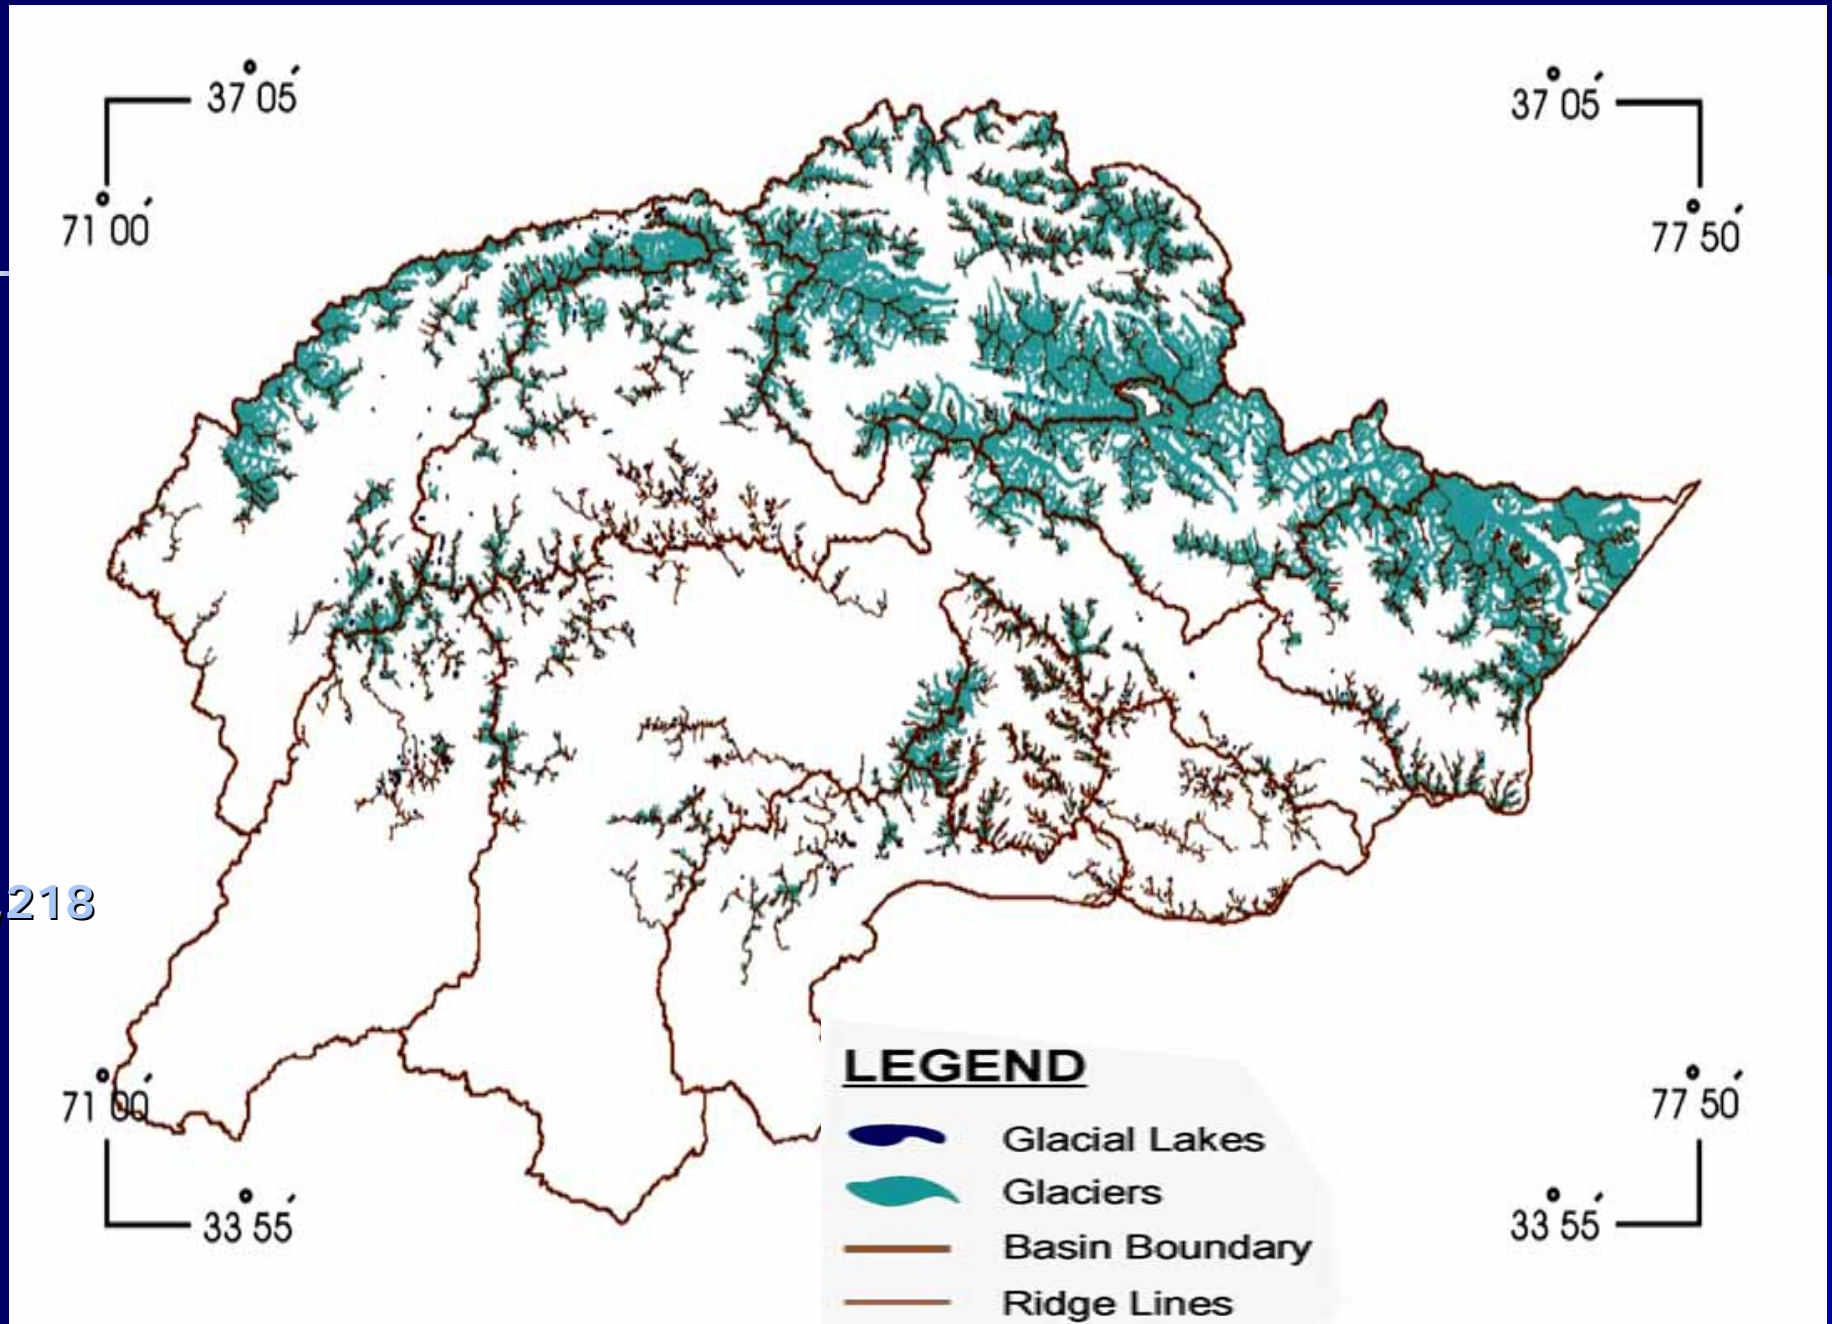 37°05′
37°05′
71°00′
77°50′
218
71°00′
77°50′
33°55′
33°55′
LEGEND
Glacial Lakes
Glaciers
Basin Boundary
Ridge Lines